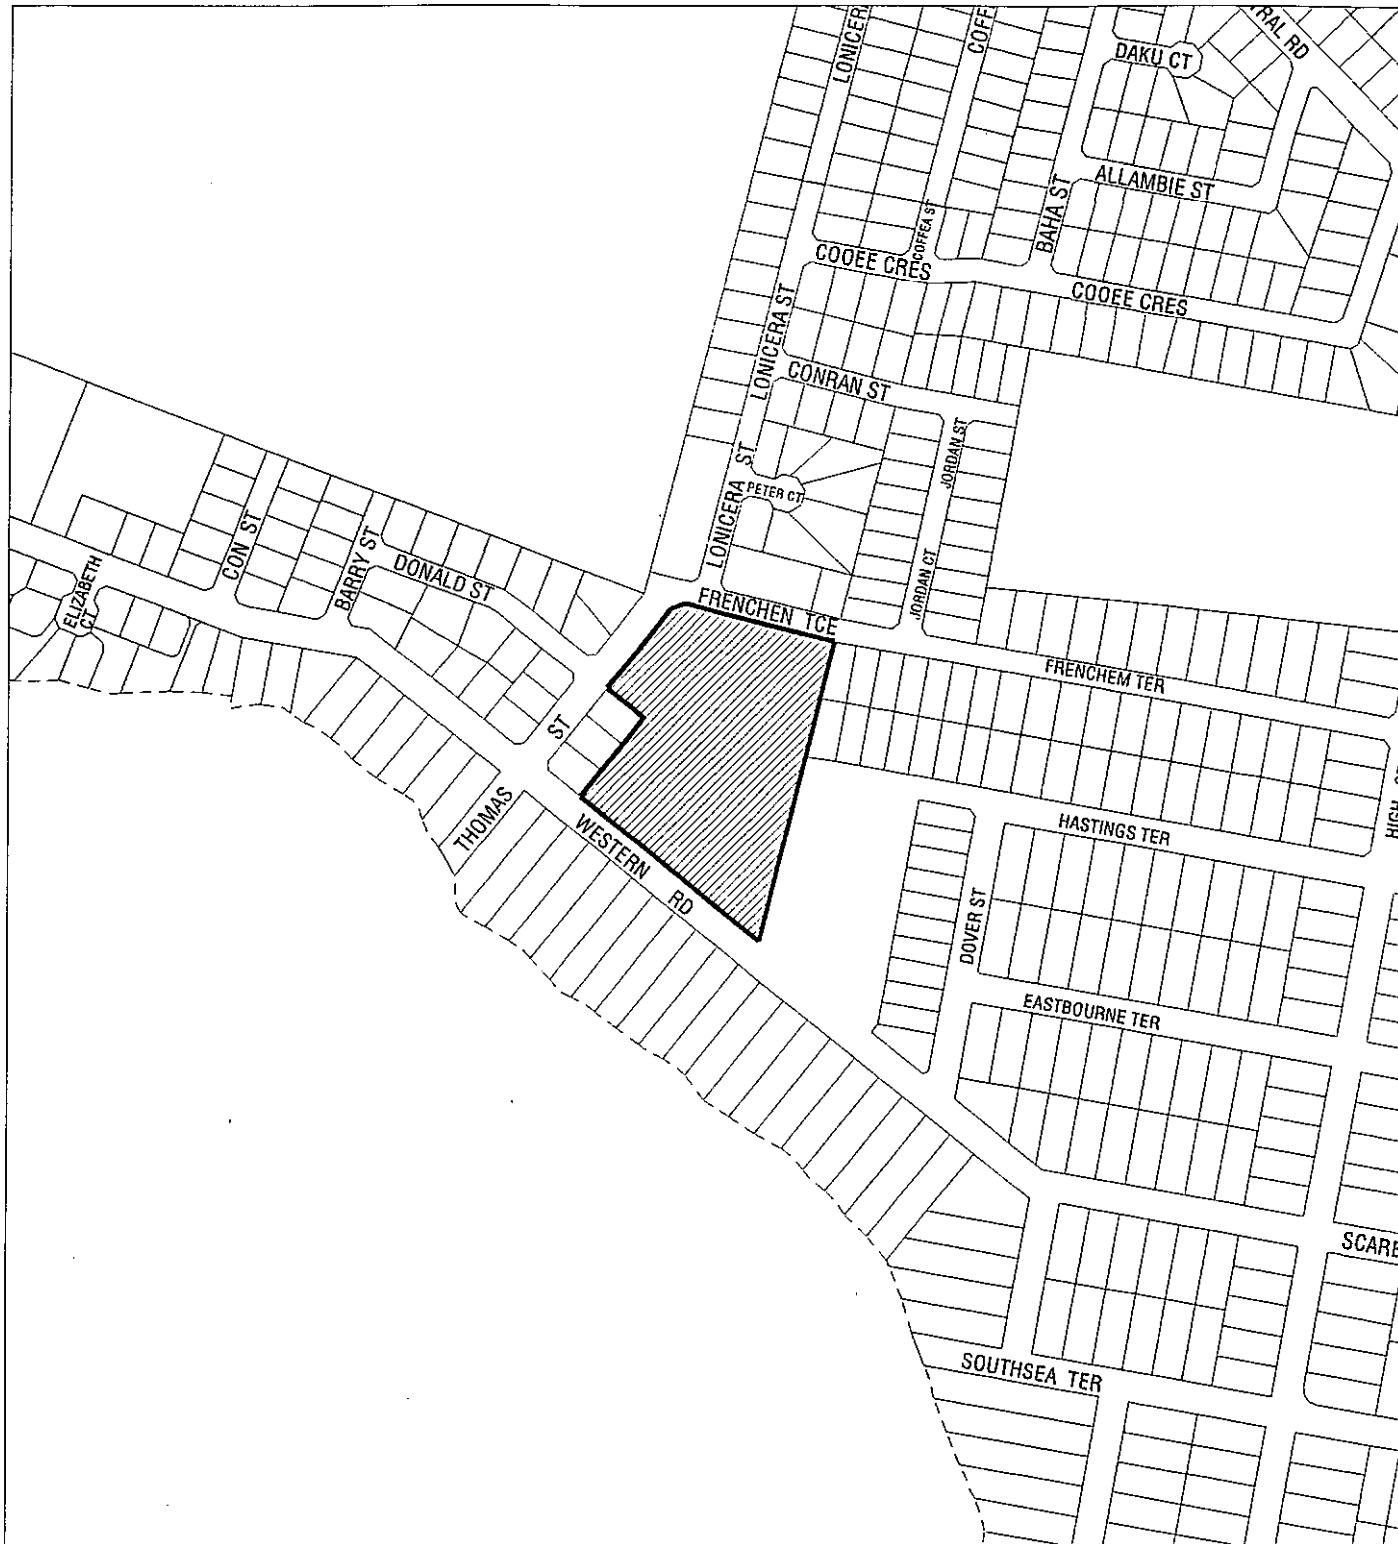 LONICERA
COFF
TRAL RD
DAKU CT
ALLAMBIE ST
BAHA ST
COFFEA ST
COOEE CRES
COOEE CRES
LONICERA ST
CONRAN ST
JORDAN ST
LONICERA ST
PETER CT
CON ST
BARRY ST
DONALD ST
ELIZABETH
CT
JORDAN CT
FRENCHEN TCE
FRENCHEM TER
THOMAS ST
WESTERN RD
HASTINGS TER
HIGH
DOVER ST
EASTBOURNE TER
SCARB
SOUTHSEA TER